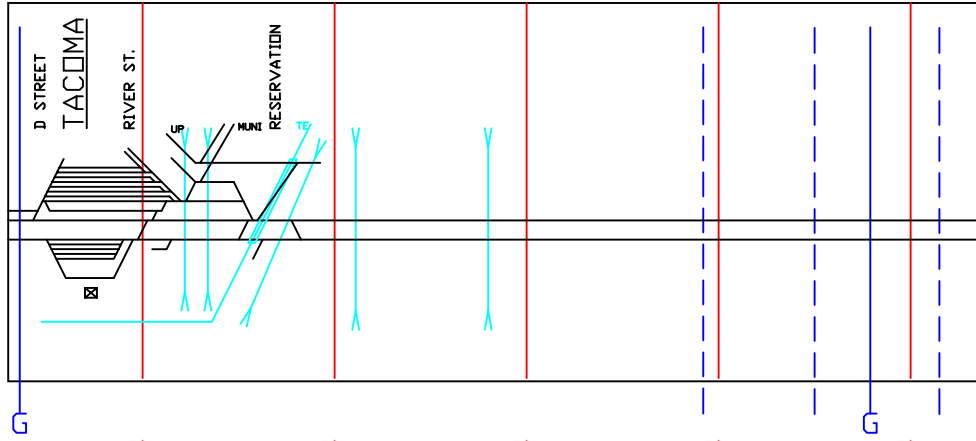 D STREET
TACOMA
RIVER ST.
UP
MUNI
RESERVATION
TE
G
G